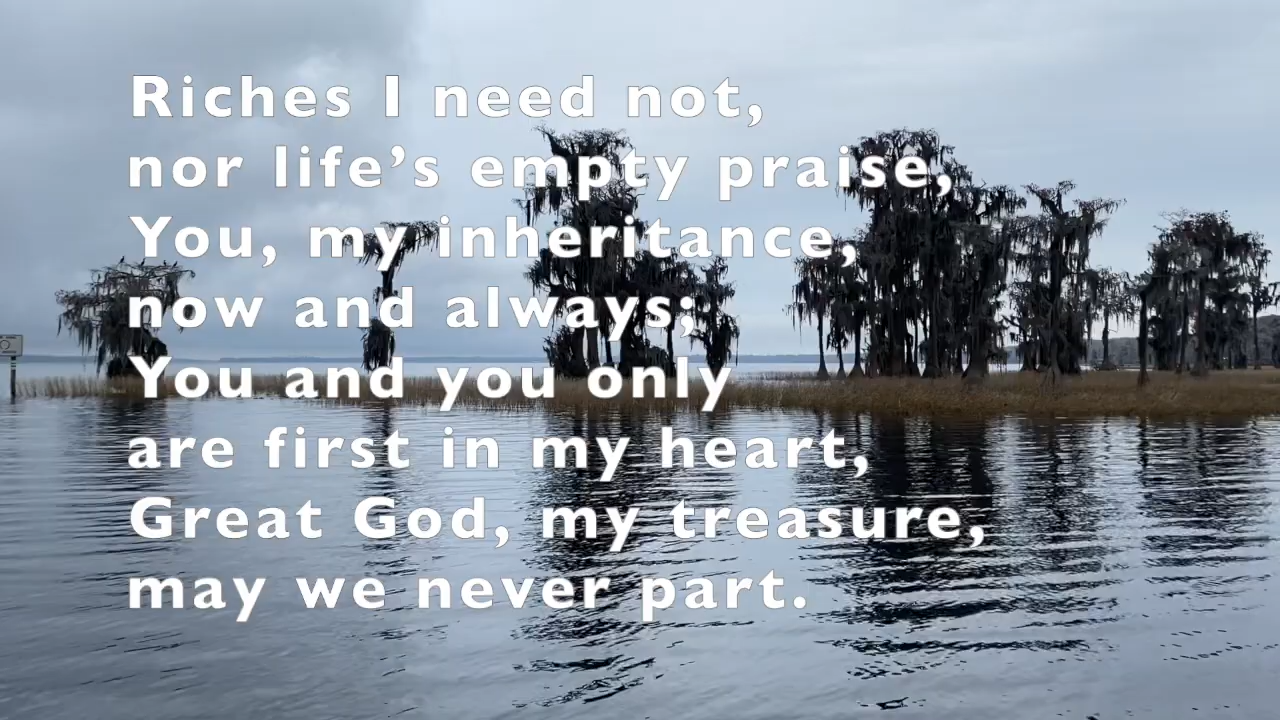 Riches I need not,
nor life’s empty praise,
You, my inheritance,
now and always;
You and you only
are first in my heart,
Great God, my treasure,
may we never part.